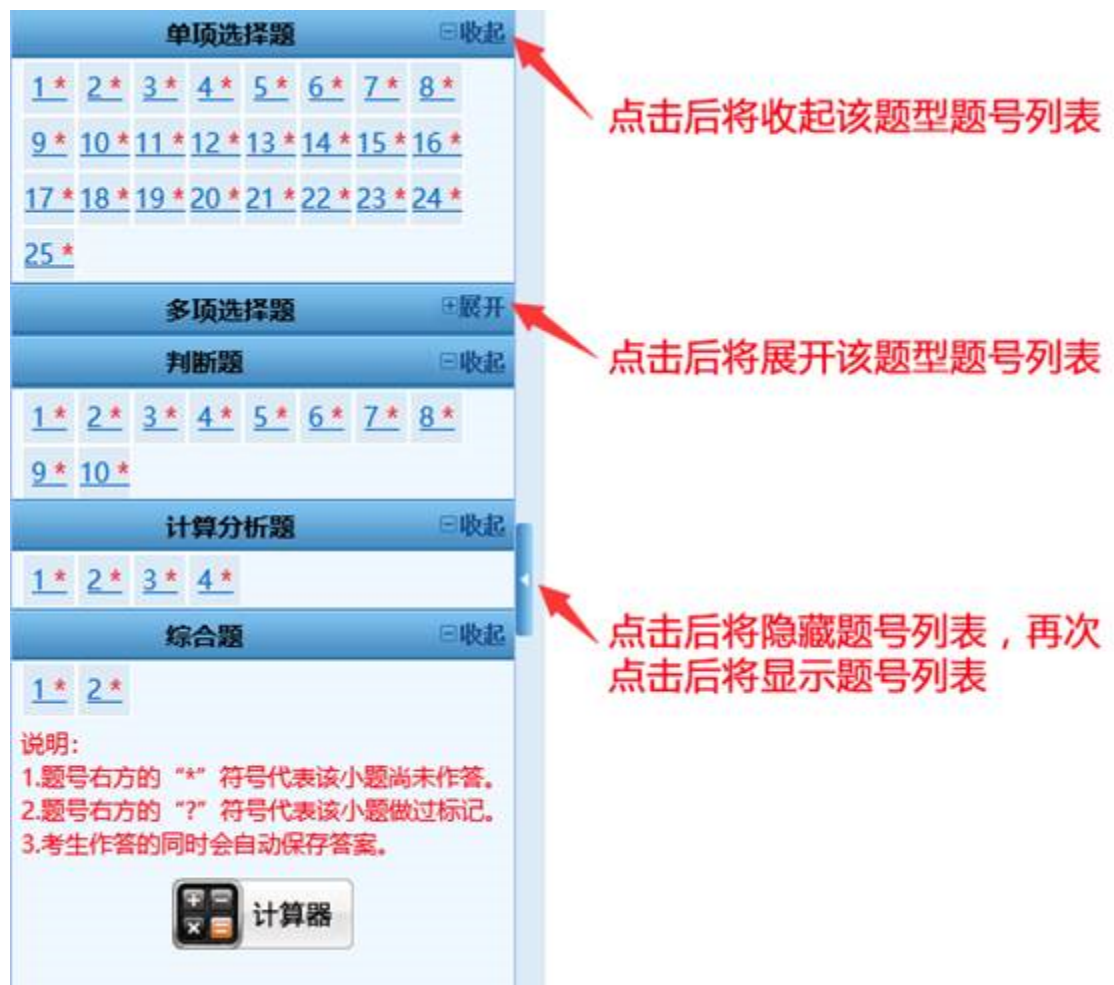 单项选择题 收起
点击后将收起该题型题号列表
1 * 2 * 3 * 4 * 5 * 6 * 7 * 8 *
9 * 10 * 11 * 12 * 13 * 14 * 15 * 16 *
17 * 18 * 19 * 20 * 21 * 22 * 23 * 24 *
25 *
多项选择题 展开
点击后将展开该题型题号列表
判断题 收起
1 * 2 * 3 * 4 * 5 * 6 * 7 * 8 *
9 * 10 *
计算分析题 收起
1 * 2 * 3 * 4 *
点击后将隐藏题号列表，再次
点击后将显示题号列表
综合题 收起
1 * 2 *
说明:
1.题号右方的“*”符号代表该小题尚未作答。
2.题号右方的“?”符号代表该小题做过标记。
3.考生作答的同时会自动保存答案。
计算器